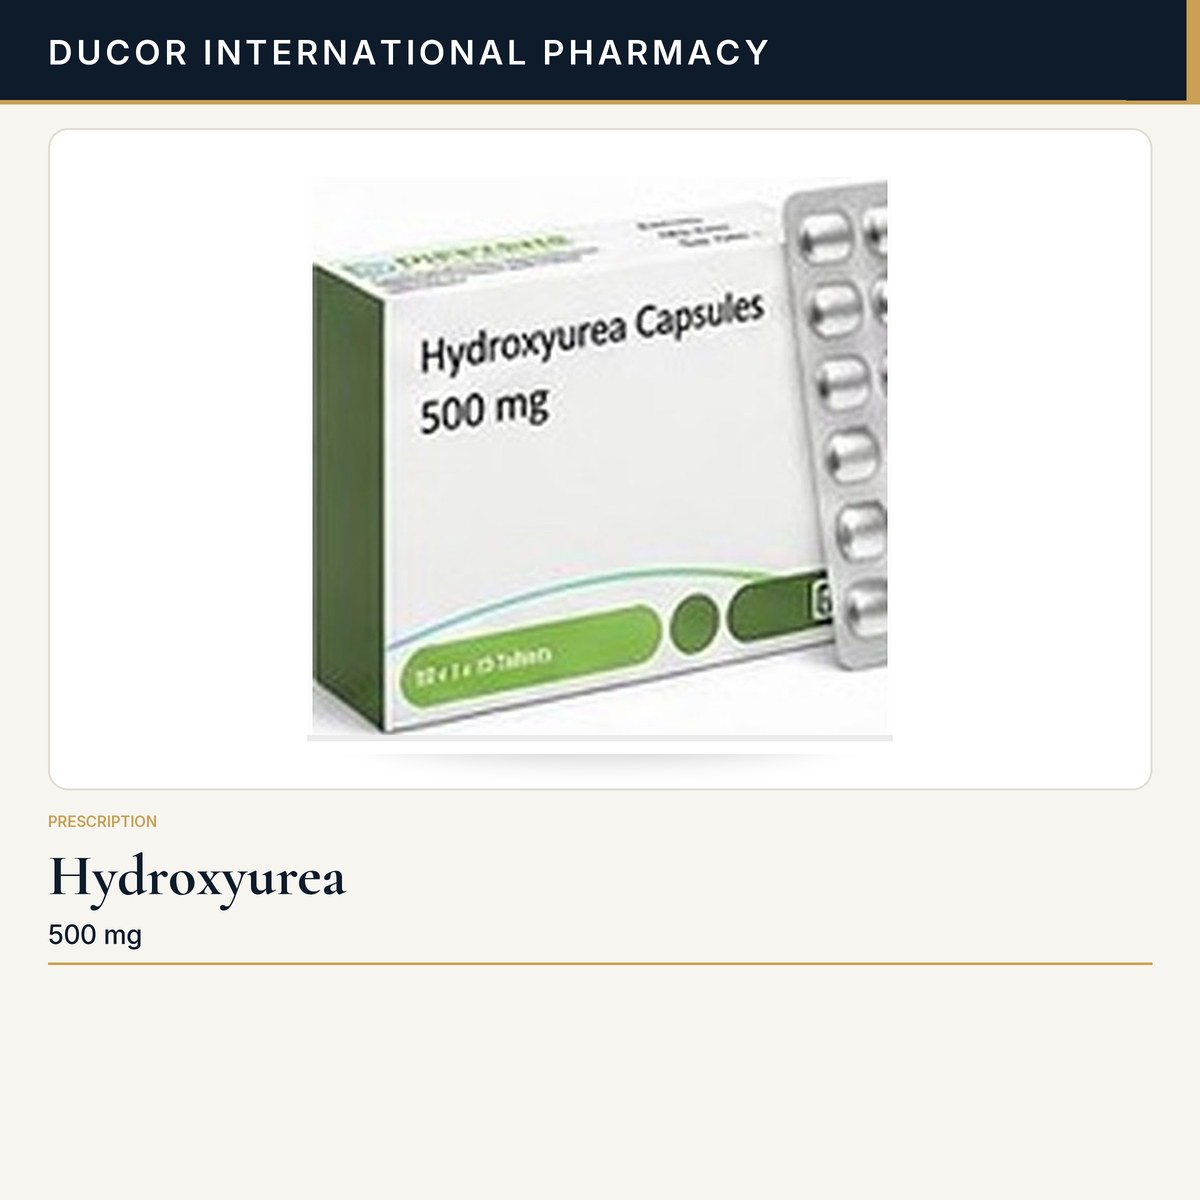 DUCOR INTERNATIONAL PHARMACY
Hydroxyurea Capsules
500 mg
PRESCRIPTION
Hydroxyurea
500 mg